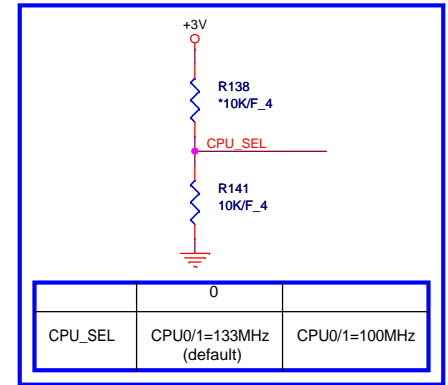 +3V
R138
*10K/F_4
CPU_SEL
R141
10K/F_4
0
CPU_SEL CPU0/1=133MHz (default) CPU0/1=100MHz